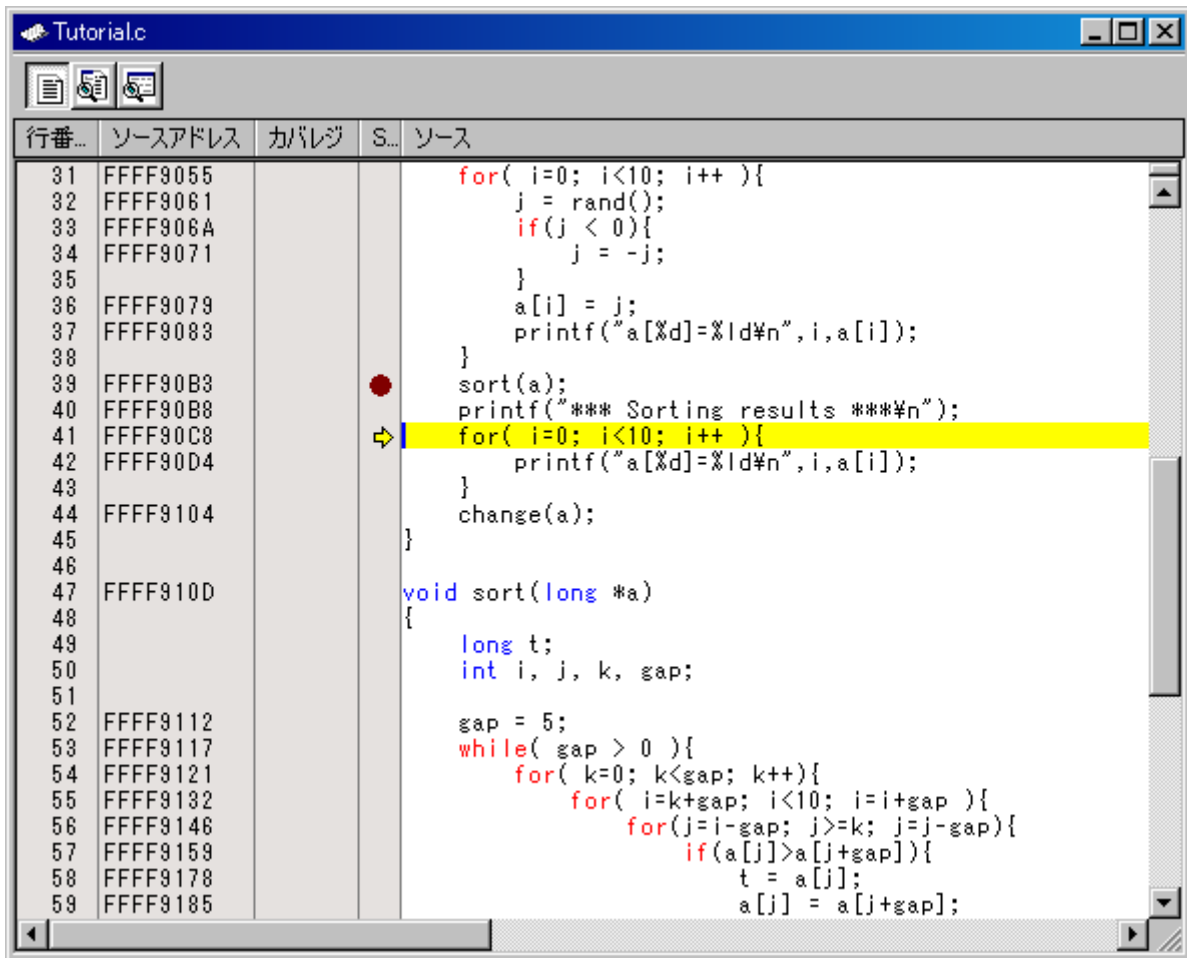 Tutorial.c
行番... ソースアドレス カバレジ S... ソース
31 FFFF9055 for( i=0; i<10; i++ ){
32 FFFF9061 j = rand();
33 FFFF906A if(j < 0){
34 FFFF9071 j = -j;
35 }
36 FFFF9079 a[i] = j;
37 FFFF9083 printf("a[%d]=%ld¥n",i,a[i]);
38 }
39 FFFF90B3 sort(a);
40 FFFF90B8 printf("*** Sorting results ***¥n");
41 FFFF90C8 for( i=0; i<10; i++ ){
42 FFFF90D4 printf("a[%d]=%ld¥n",i,a[i]);
43 }
44 FFFF9104 change(a);
45 }
46
47 FFFF910D void sort(long *a)
48 {
49 long t;
50 int i, j, k, gap;
51
52 FFFF9112 gap = 5;
53 FFFF9117 while( gap > 0 ){
54 FFFF9121 for( k=0; k<gap; k++){
55 FFFF9132 for( i=k+gap; i<10; i=i+gap ){
56 FFFF9146 for(j=i-gap; j>=k; j=j-gap){
57 FFFF9159 if(a[j]>a[j+gap]){
58 FFFF9178 t = a[j];
59 FFFF9185 a[j] = a[j+gap];